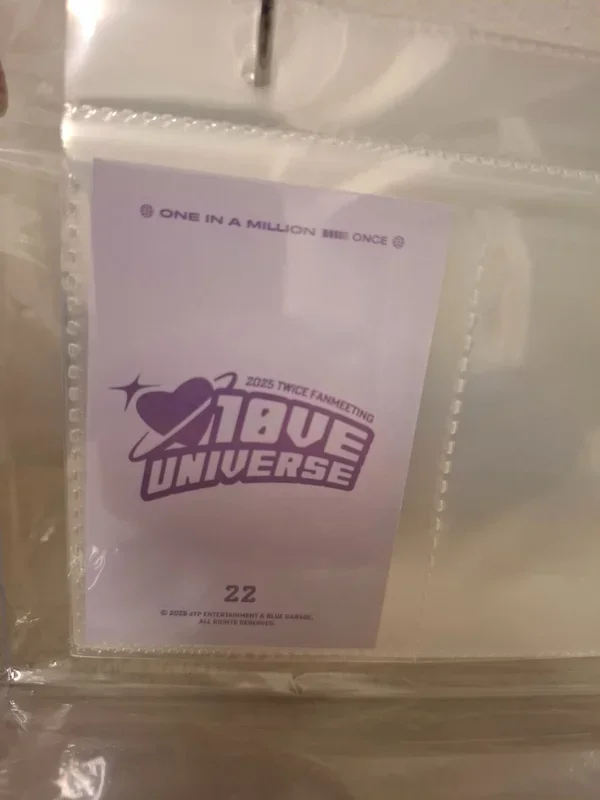 ONE IN A MILLION ONCE
2025 TWICE FANMEETING
10VE
UNIVERSE
22
© 2025 JYP ENTERTAINMENT & BLUE GARAGE.
ALL RIGHTS RESERVED.